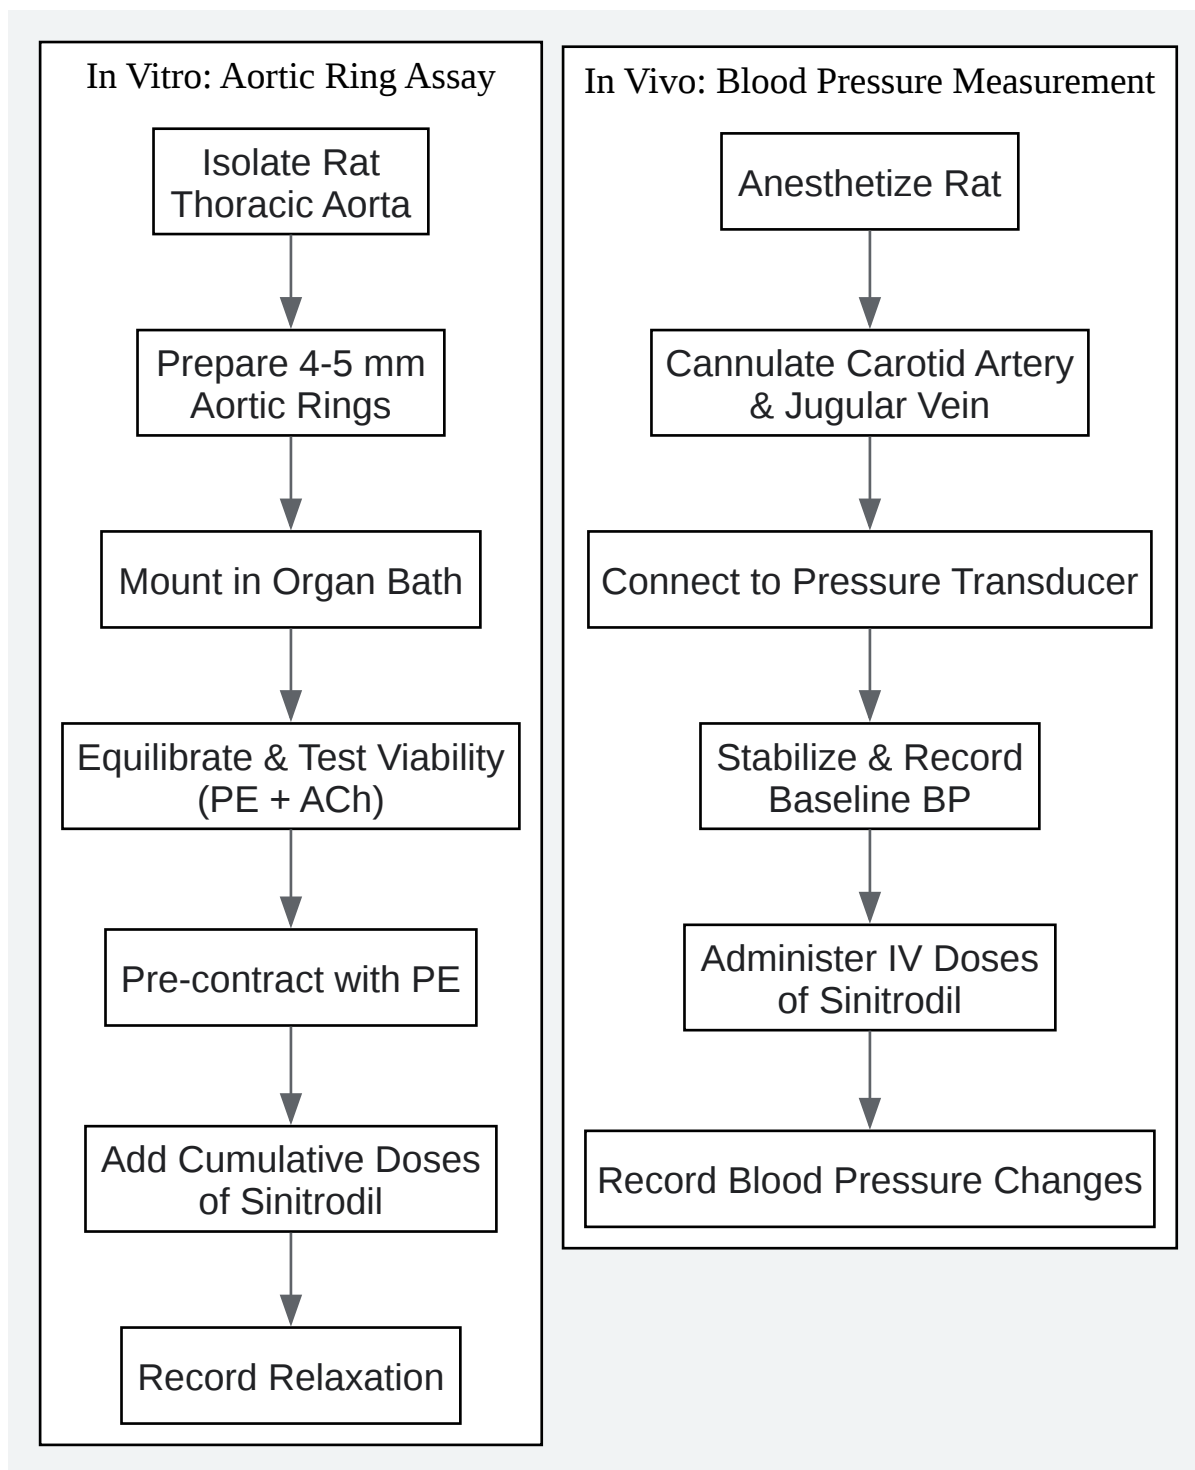 In Vitro: Aortic Ring Assay
Isolate Rat
Thoracic Aorta
Prepare 4-5 mm
Aortic Rings
Mount in Organ Bath
Equilibrate & Test Viability
(PE + ACh)
Pre-contract with PE
Add Cumulative Doses
of Sinitrodil
Record Relaxation
In Vivo: Blood Pressure Measurement
Anesthetize Rat
Cannulate Carotid Artery
& Jugular Vein
Connect to Pressure Transducer
Stabilize & Record
Baseline BP
Administer IV Doses
of Sinitrodil
Record Blood Pressure Changes